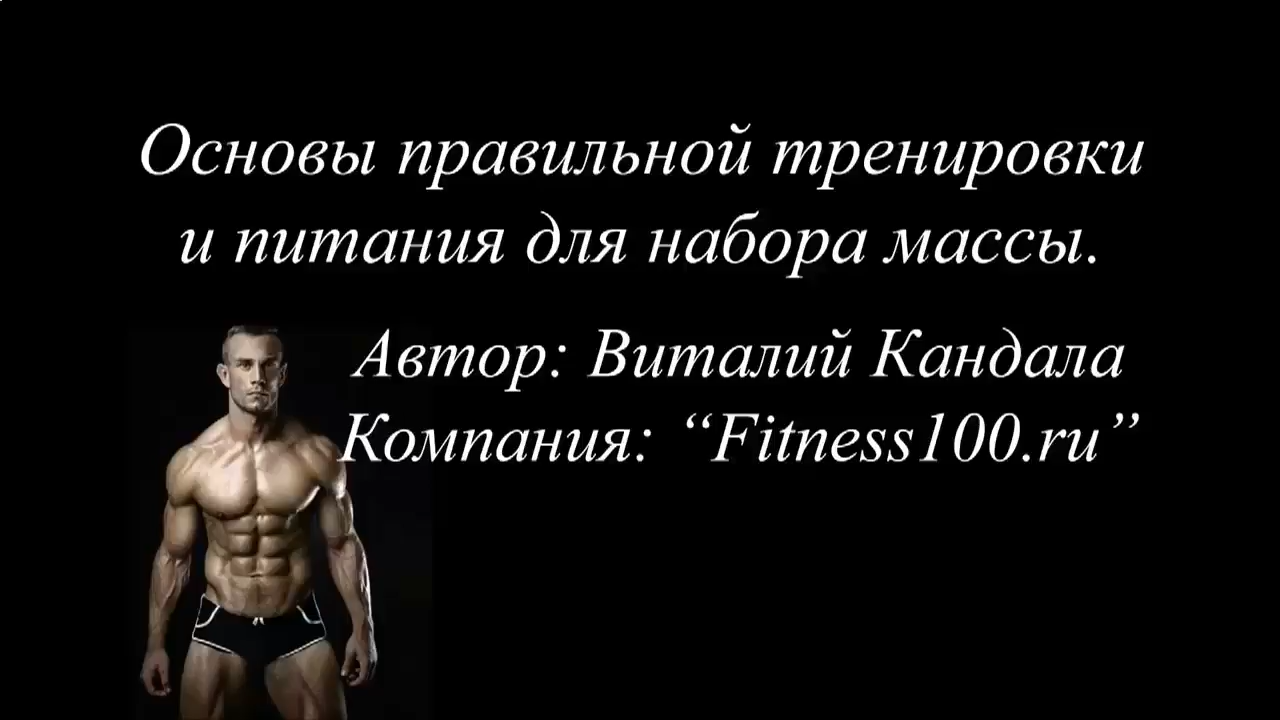 Основы правильной тренировки
и питания для набора массы.
Автор: Виталий Кандала
Компания: “Fitness100.ru”